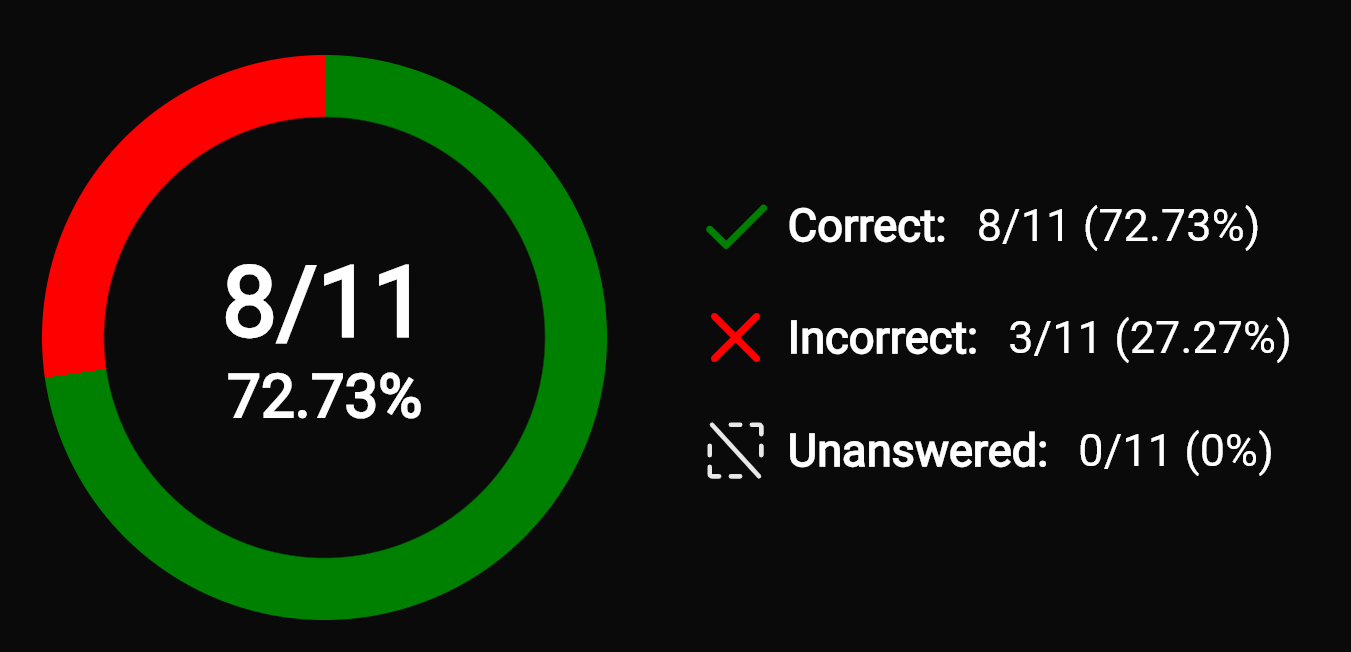 8/11
72.73%
Correct: 8/11 (72.73%)
Incorrect: 3/11 (27.27%)
Unanswered: 0/11 (0%)